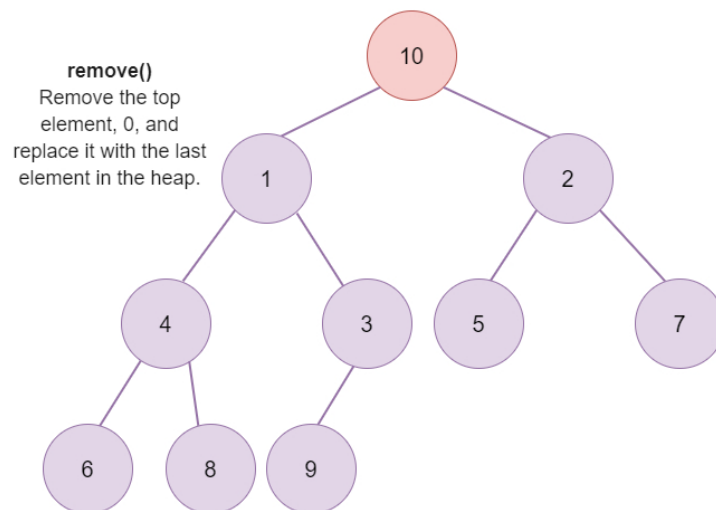 remove()
Remove the top
element, 0, and
replace it with the last
element in the heap.
10
1
2
4
3
5
7
6
8
9